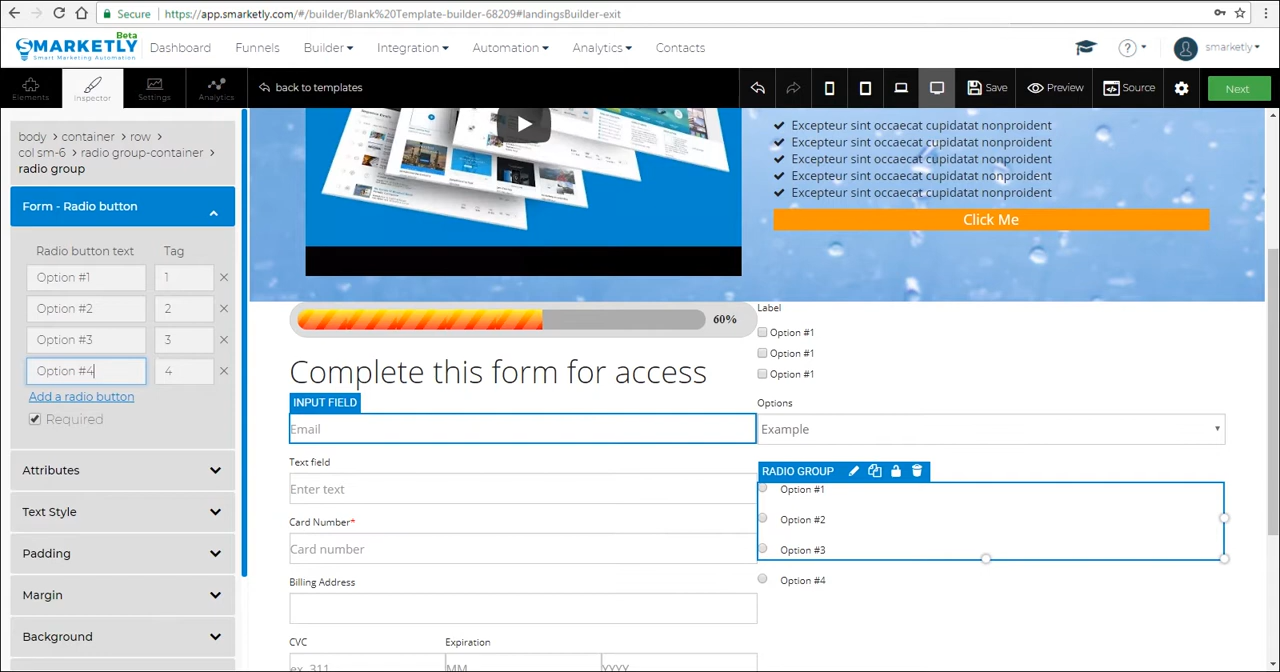 Secure
https://app.smarketly.com/#/builder/Blank%20Template-builder-68209#landingsBuilder-exit
SMARKETLY
Beta
Smart Marketing Automation
Dashboard
Funnels
Builder
Integration
Automation
Analytics
Contacts
?
smarketly
Elements
Inspector
Settings
Analytics
back to templates
Save
Preview
Source
Next
body > container > row >
col sm-6 > radio group-container >
radio group
Form - Radio button
Radio button text
Tag
Option #1
1
Option #2
2
Option #3
3
Option #4
4
Add a radio button
Required
Attributes
Text Style
Padding
Margin
Background
Excepteur sint occaecat cupidatat nonproident
Excepteur sint occaecat cupidatat nonproident
Excepteur sint occaecat cupidatat nonproident
Excepteur sint occaecat cupidatat nonproident
Excepteur sint occaecat cupidatat nonproident
Click Me
60%
Complete this form for access
INPUT FIELD
Email
Text field
Enter text
Card Number*
Card number
Billing Address
CVC
Expiration
ex. 311
MM
YYYY
Label
Option #1
Option #1
Option #1
Options
Example
RADIO GROUP
Option #1
Option #2
Option #3
Option #4